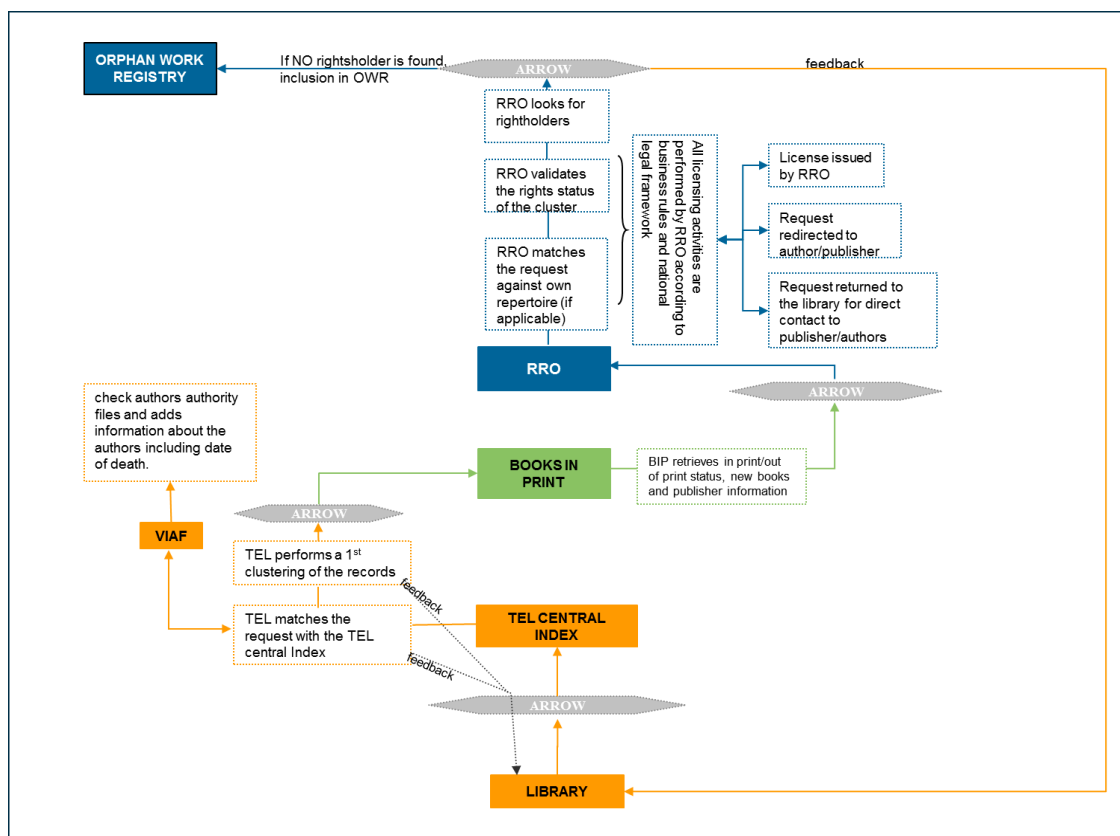 ORPHAN WORK
REGISTRY
If NO rightsholder is found,
inclusion in OWR
ARROW
feedback
RRO looks for
rightholders
RRO validates
the rights status
of the cluster
RRO matches
the request
against own
repertoire (if
applicable)
All licensing activities are
performed by RRO according to
business rules and national
legal framework
License issued
by RRO
Request
redirected to
author/publisher
Request returned to
the library for direct
contact to
publisher/authors
RRO
ARROW
check authors authority
files and adds
information about the
authors including date
of death.
BOOKS IN
PRINT
BIP retrieves in print/out
of print status, new books
and publisher information
ARROW
VIAF
TEL performs a 1st
clustering of the records
feedback
TEL matches the
request with the TEL
central Index
feedback
TEL CENTRAL
INDEX
ARROW
LIBRARY